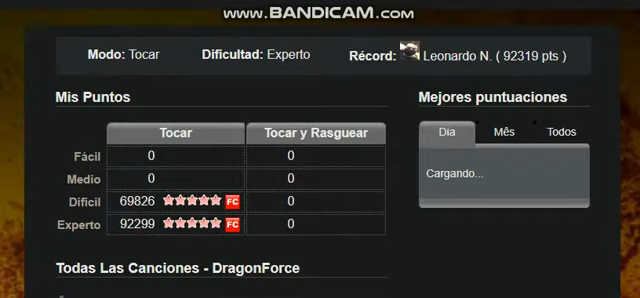 www.BANDICAM.com
Modo: Tocar Dificultad: Experto Récord: Leonardo N. ( 92319 pts )
Mis Puntos Mejores puntuaciones
Tocar Tocar y Rasguear Dia Mês Todos
Fácil 0 0
Medio 0 0
Cargando...
Dificil 69826 FC 0
Experto 92299 FC 0
Todas Las Canciones - DragonForce